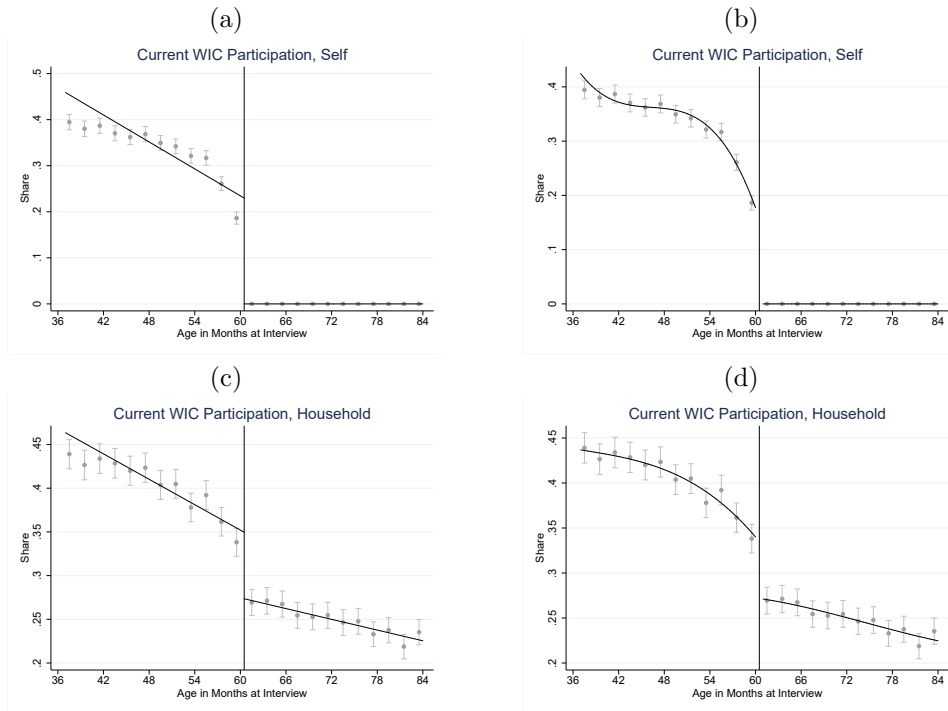 (a)
Current WIC Participation, Self
.5
.4
.3
.2
.1
0
Share
36 42 48 54 60 66 72 78 84
Age in Months at Interview
(b)
Current WIC Participation, Self
.4
.3
.2
.1
0
Share
36 42 48 54 60 66 72 78 84
Age in Months at Interview
(c)
Current WIC Participation, Household
.45
.4
.35
.3
.25
.2
Share
36 42 48 54 60 66 72 78 84
Age in Months at Interview
(d)
Current WIC Participation, Household
.45
.4
.35
.3
.25
.2
Share
36 42 48 54 60 66 72 78 84
Age in Months at Interview